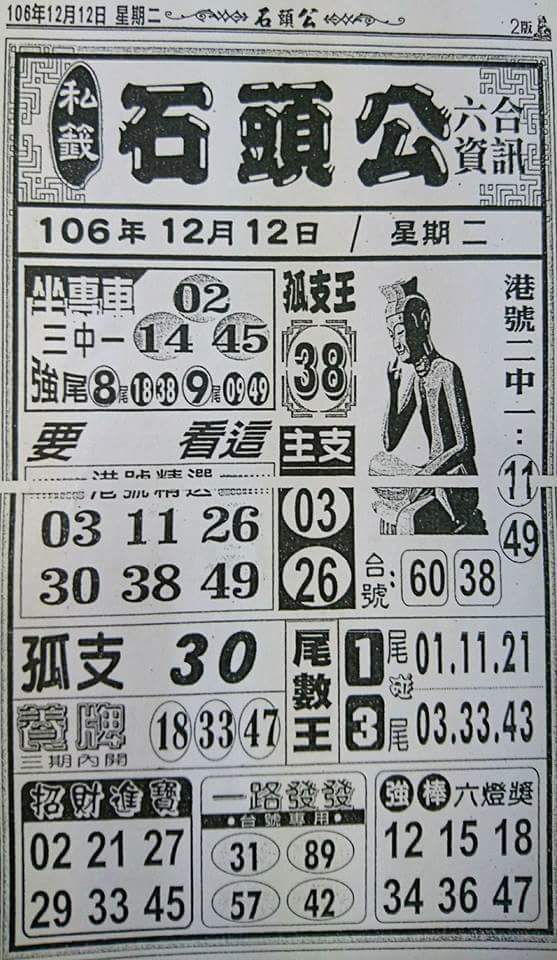 106年12月12日 星期二 石頭公 2版
私籤 石頭公 六合資訊
106年12月12日 / 星期二
坐專車 02
三中一 14 45
強尾 8尾 18 38 9尾 09 49
孤支王
38
港號二中一：
11
49
要 看這
港號精選
03 11 26
30 38 49
主支
03
26
台號： 60 38
孤支 30
養牌 18 33 47
三期內開
尾數王
1尾 01.11.21
碰
3尾 03.33.43
招財進寶
02 21 27
29 33 45
一路發發
台號專用
31 89
57 42
強棒六燈獎
12 15 18
34 36 47